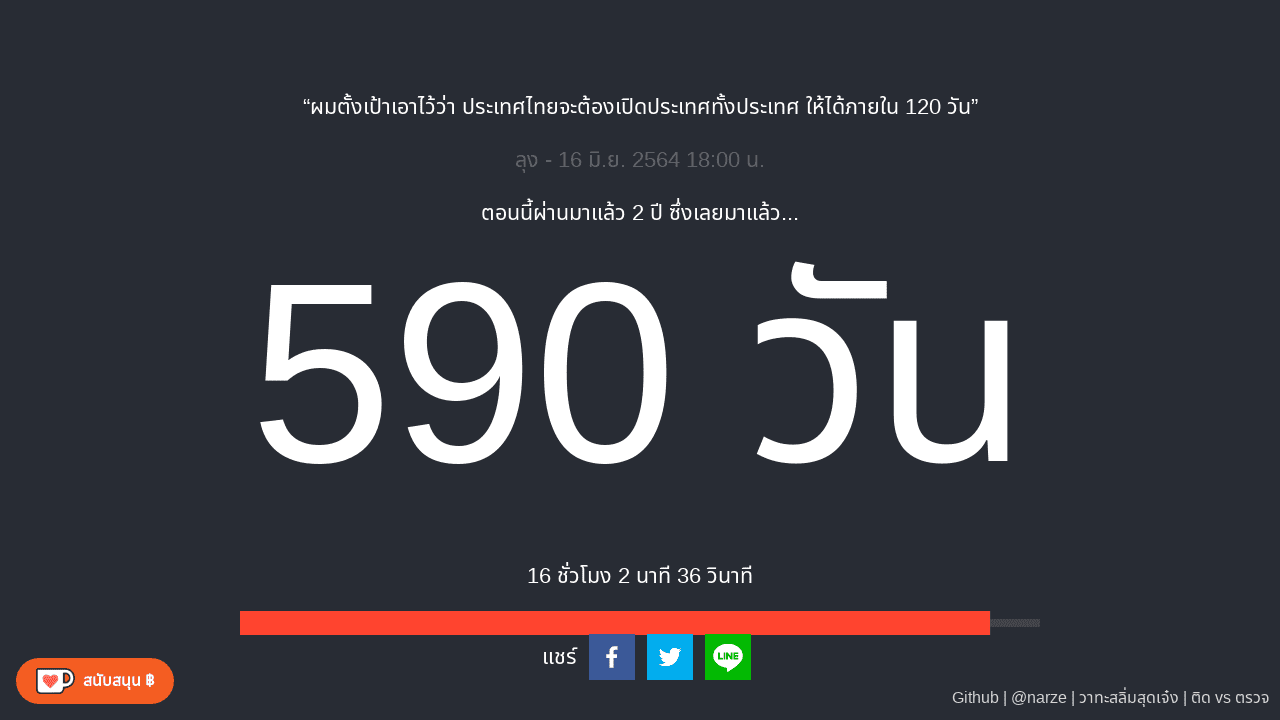 “ผมตั้งเป้าเอาไว้ว่า ประเทศไทยจะต้องเปิดประเทศทั้งประเทศ ให้ได้ภายใน 120 วัน”
ลุง - 16 มิ.ย. 2564 18:00 น.
ตอนนี้ผ่านมาแล้ว 2 ปี ซึ่งเลยมาแล้ว...
590 วัน
16 ชั่วโมง 2 นาที 36 วินาที
แชร์
LINE
สนับสนุน ฿
Github | @narze | วาทะสลิ่มสุดเจ๋ง | ติด vs ตรวจ